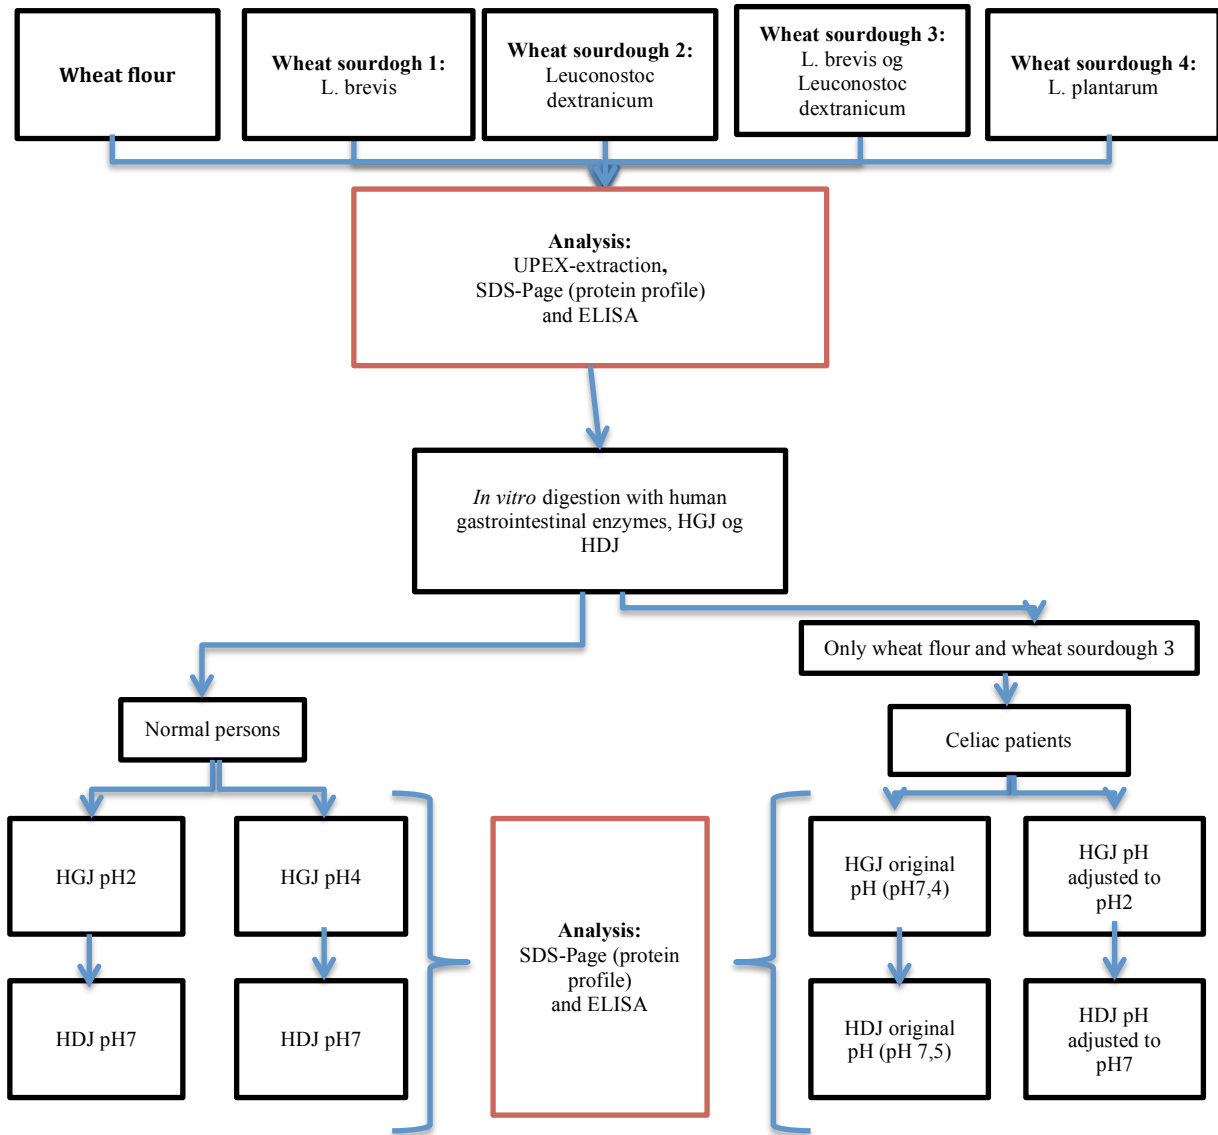 Wheat flour
Wheat sourdogh 1:
L. brevis
Wheat sourdough 2:
Leuconostoc
dextranicum
Wheat sourdough 3:
L. brevis og
Leuconostoc
dextranicum
Wheat sourdough 4:
L. plantarum
Analysis:
UPEX-extraction,
SDS-Page (protein profile)
and ELISA
In vitro digestion with human
gastrointestinal enzymes, HGJ og
HDJ
Only wheat flour and wheat sourdough 3
Normal persons
Celiac patients
HGJ pH2
HGJ pH4
HGJ original
pH (pH7,4)
HGJ pH
adjusted to
pH2
Analysis:
SDS-Page (protein
profile)
and ELISA
HDJ pH7
HDJ pH7
HDJ original
pH (pH 7,5)
HDJ pH
adjusted to
pH7